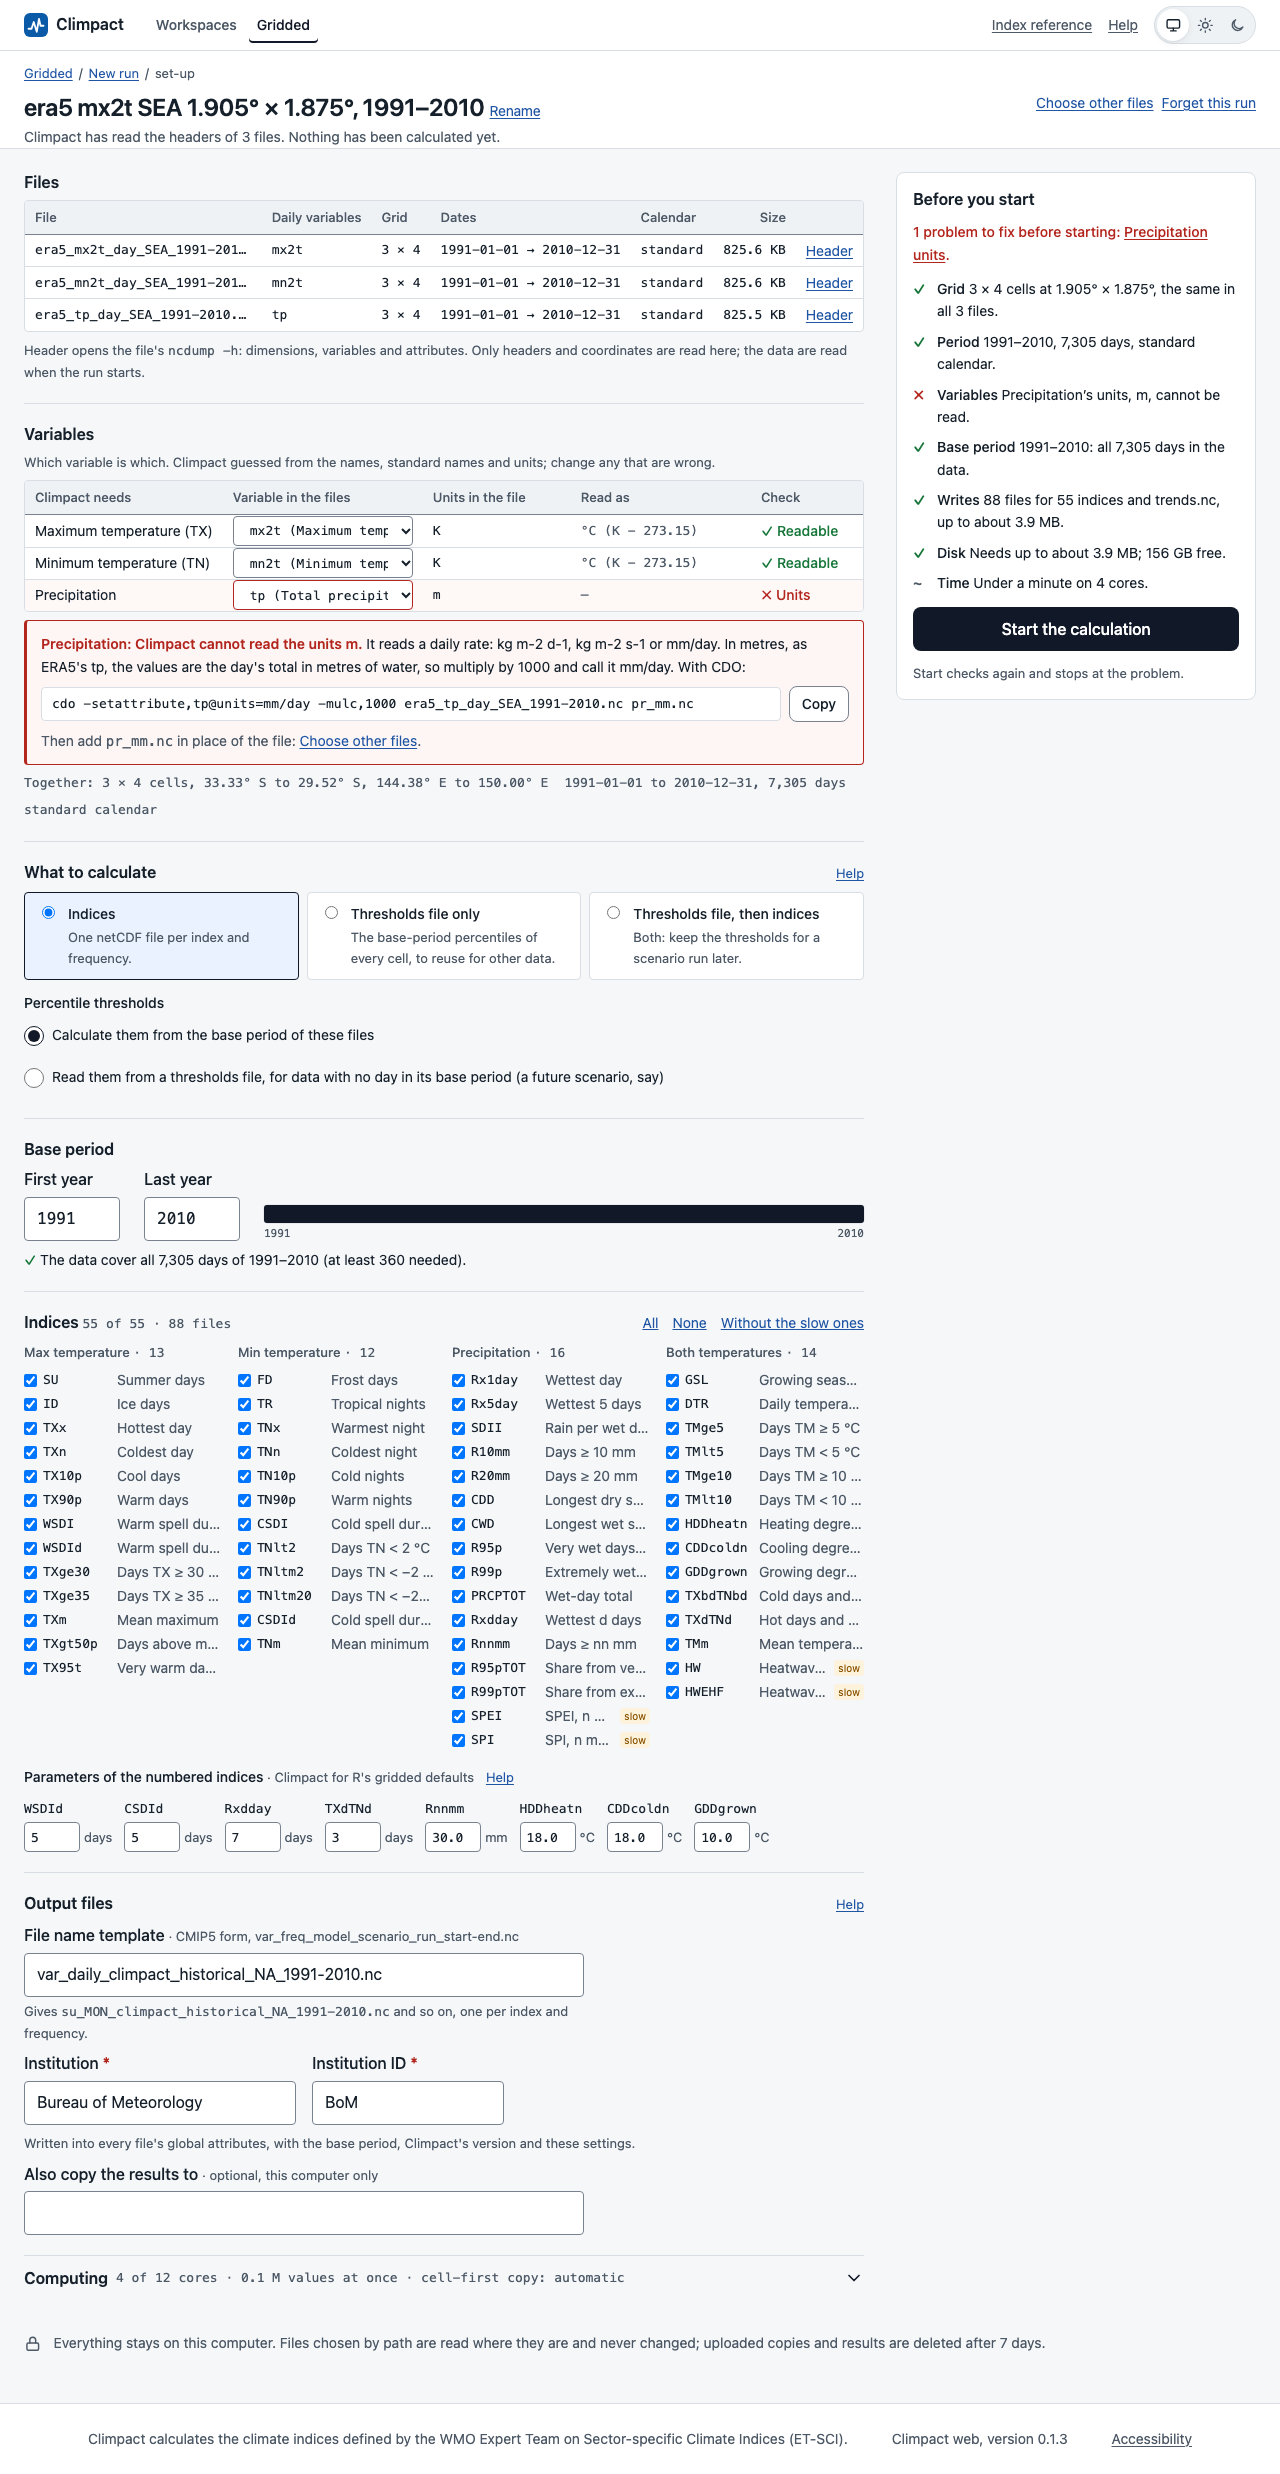 Climpact
Workspaces
Gridded
Index reference
Help
Gridded / New run / set-up
era5 mx2t SEA 1.905° × 1.875°, 1991–2010 Rename
Choose other files
Forget this run
Climpact has read the headers of 3 files. Nothing has been calculated yet.
Files
File Daily variables Grid Dates Calendar Size
era5_mx2t_day_SEA_1991-201… mx2t 3 × 4 1991-01-01 → 2010-12-31 standard 825.6 KB Header
era5_mn2t_day_SEA_1991-201… mn2t 3 × 4 1991-01-01 → 2010-12-31 standard 825.6 KB Header
era5_tp_day_SEA_1991-2010.… tp 3 × 4 1991-01-01 → 2010-12-31 standard 825.5 KB Header
Header opens the file's ncdump -h: dimensions, variables and attributes. Only headers and coordinates are read here; the data are read
when the run starts.
Variables
Which variable is which. Climpact guessed from the names, standard names and units; change any that are wrong.
Climpact needs Variable in the files Units in the file Read as Check
Maximum temperature (TX) mx2t (Maximum temp K °C (K − 273.15) Readable
Minimum temperature (TN) mn2t (Minimum temp K °C (K − 273.15) Readable
Precipitation tp (Total precipit m – Units
Precipitation: Climpact cannot read the units m. It reads a daily rate: kg m-2 d-1, kg m-2 s-1 or mm/day. In metres, as
ERA5's tp, the values are the day's total in metres of water, so multiply by 1000 and call it mm/day. With CDO:
cdo -setattribute,tp@units=mm/day -mulc,1000 era5_tp_day_SEA_1991-2010.nc pr_mm.nc
Copy
Then add pr_mm.nc in place of the file: Choose other files.
Together: 3 × 4 cells, 33.33° S to 29.52° S, 144.38° E to 150.00° E 1991-01-01 to 2010-12-31, 7,305 days
standard calendar
What to calculate
Help
Indices
One netCDF file per index and
frequency.
Thresholds file only
The base-period percentiles of
every cell, to reuse for other data.
Thresholds file, then indices
Both: keep the thresholds for a
scenario run later.
Percentile thresholds
Calculate them from the base period of these files
Read them from a thresholds file, for data with no day in its base period (a future scenario, say)
Base period
First year Last year
1991 2010
1991 2010
The data cover all 7,305 days of 1991–2010 (at least 360 needed).
Indices 55 of 55 · 88 files
All None Without the slow ones
Max temperature · 13
SU Summer days
ID Ice days
TXx Hottest day
TXn Coldest day
TX10p Cool days
TX90p Warm days
WSDI Warm spell du…
WSDId Warm spell du…
TXge30 Days TX ≥ 30 …
TXge35 Days TX ≥ 35 …
TXm Mean maximum
TXgt50p Days above m…
TX95t Very warm da…
Min temperature · 12
FD Frost days
TR Tropical nights
TNx Warmest night
TNn Coldest night
TN10p Cold nights
TN90p Warm nights
CSDI Cold spell dur…
TNlt2 Days TN < 2 °C
TNltm2 Days TN < −2 …
TNltm20 Days TN < −2…
CSDId Cold spell dur…
TNm Mean minimum
Precipitation · 16
Rx1day Wettest day
Rx5day Wettest 5 days
SDII Rain per wet d…
R10mm Days ≥ 10 mm
R20mm Days ≥ 20 mm
CDD Longest dry s…
CWD Longest wet s…
R95p Very wet days…
R99p Extremely wet…
PRCPTOT Wet-day total
Rxdday Wettest d days
Rnnmm Days ≥ nn mm
R95pTOT Share from ve…
R99pTOT Share from ex…
SPEI SPEI, n … slow
SPI SPI, n m… slow
Both temperatures · 14
GSL Growing seas…
DTR Daily tempera…
TMge5 Days TM ≥ 5 °C
TMlt5 Days TM < 5 °C
TMge10 Days TM ≥ 10 …
TMlt10 Days TM < 10 …
HDDheatn Heating degre…
CDDcoldn Cooling degre…
GDDgrown Growing degr…
TXbdTNbd Cold days and…
TXdTNd Hot days and …
TMm Mean tempera…
HW Heatwav… slow
HWEHF Heatwav… slow
Parameters of the numbered indices · Climpact for R's gridded defaults Help
WSDId CSDId Rxdday TXdTNd Rnnmm HDDheatn CDDcoldn GDDgrown
5 days 5 days 7 days 3 days 30.0 mm 18.0 °C 18.0 °C 10.0 °C
Output files
Help
File name template · CMIP5 form, var_freq_model_scenario_run_start-end.nc
var_daily_climpact_historical_NA_1991-2010.nc
Gives su_MON_climpact_historical_NA_1991-2010.nc and so on, one per index and
frequency.
Institution * Institution ID *
Bureau of Meteorology BoM
Written into every file's global attributes, with the base period, Climpact's version and these settings.
Also copy the results to · optional, this computer only
Computing 4 of 12 cores · 0.1 M values at once · cell-first copy: automatic
Before you start
1 problem to fix before starting: Precipitation
units.
Grid 3 × 4 cells at 1.905° × 1.875°, the same in
all 3 files.
Period 1991–2010, 7,305 days, standard
calendar.
Variables Precipitation's units, m, cannot be
read.
Base period 1991–2010: all 7,305 days in the
data.
Writes 88 files for 55 indices and trends.nc,
up to about 3.9 MB.
Disk Needs up to about 3.9 MB; 156 GB free.
~ Time Under a minute on 4 cores.
Start the calculation
Start checks again and stops at the problem.
Everything stays on this computer. Files chosen by path are read where they are and never changed; uploaded copies and results are deleted after 7 days.
Climpact calculates the climate indices defined by the WMO Expert Team on Sector-specific Climate Indices (ET-SCI).
Climpact web, version 0.1.3
Accessibility